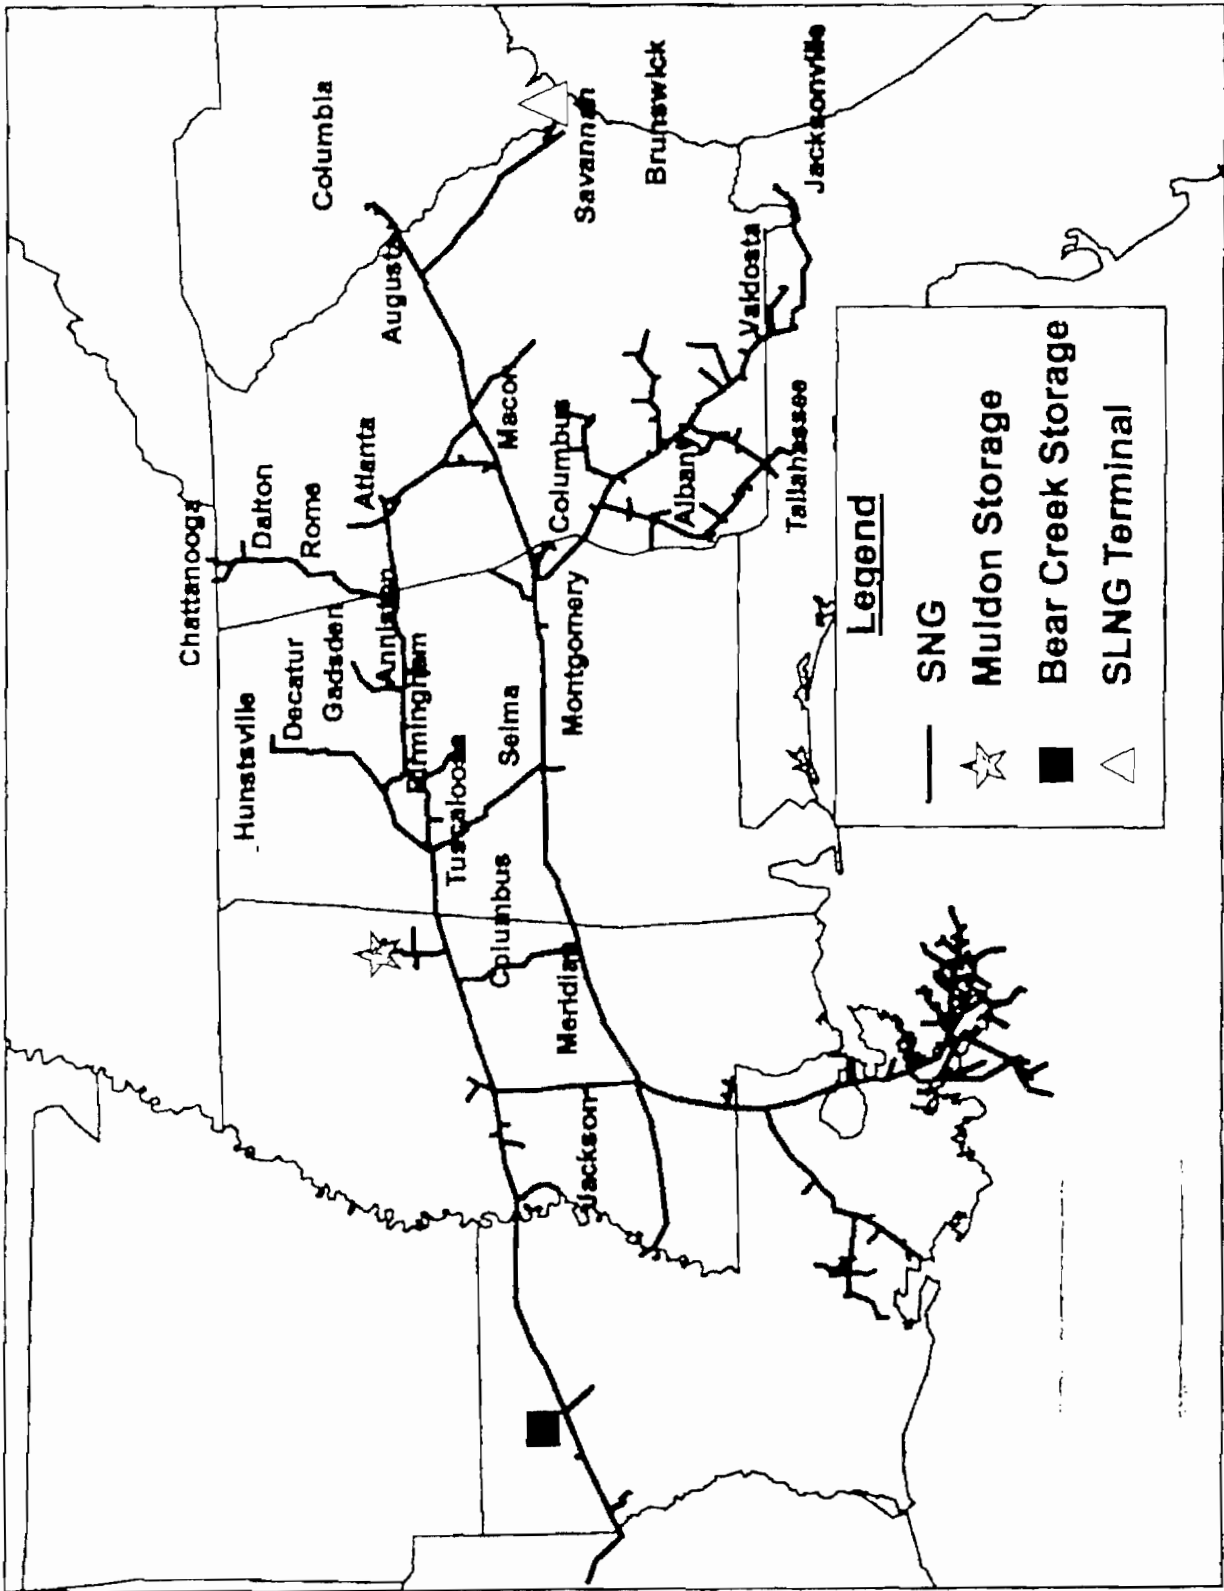 Chattanooga
Dalton
Rome
Columbia
Hunstsville
Decatur
Gadsden
Atlanta
Augusta
Anniston
Birmingham
Tuscaloosa
Macon
Savannah
Columbus
Selma
Columbus
Brunswick
Meridian
Montgomery
Albany
Valdosta
Jackson
Tallahassee
Jacksonville
Legend
SNG
Muldon Storage
Bear Creek Storage
SLNG Terminal